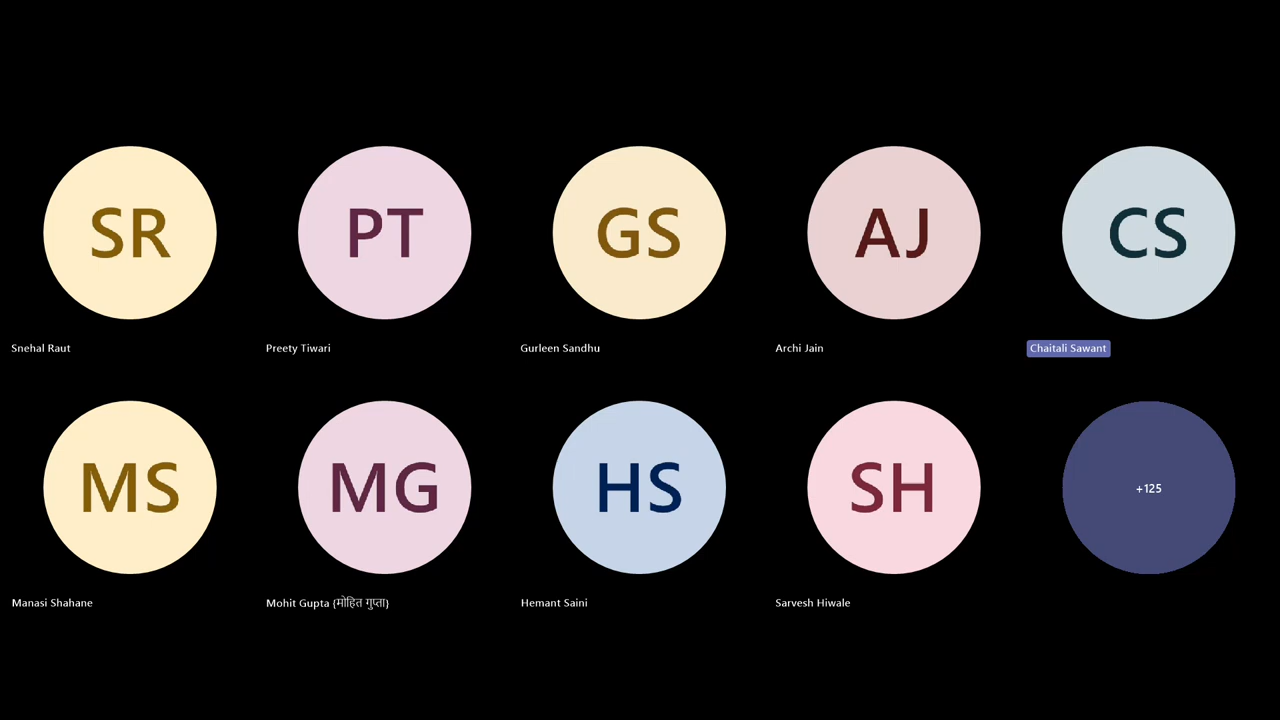 SR
PT
GS
AJ
CS
Snehal Raut
Preety Tiwari
Gurleen Sandhu
Archi Jain
Chaitali Sawant
MS
MG
HS
SH
+125
Manasi Shahane
Mohit Gupta {मोहित गुप्ता}
Hemant Saini
Sarvesh Hiwale